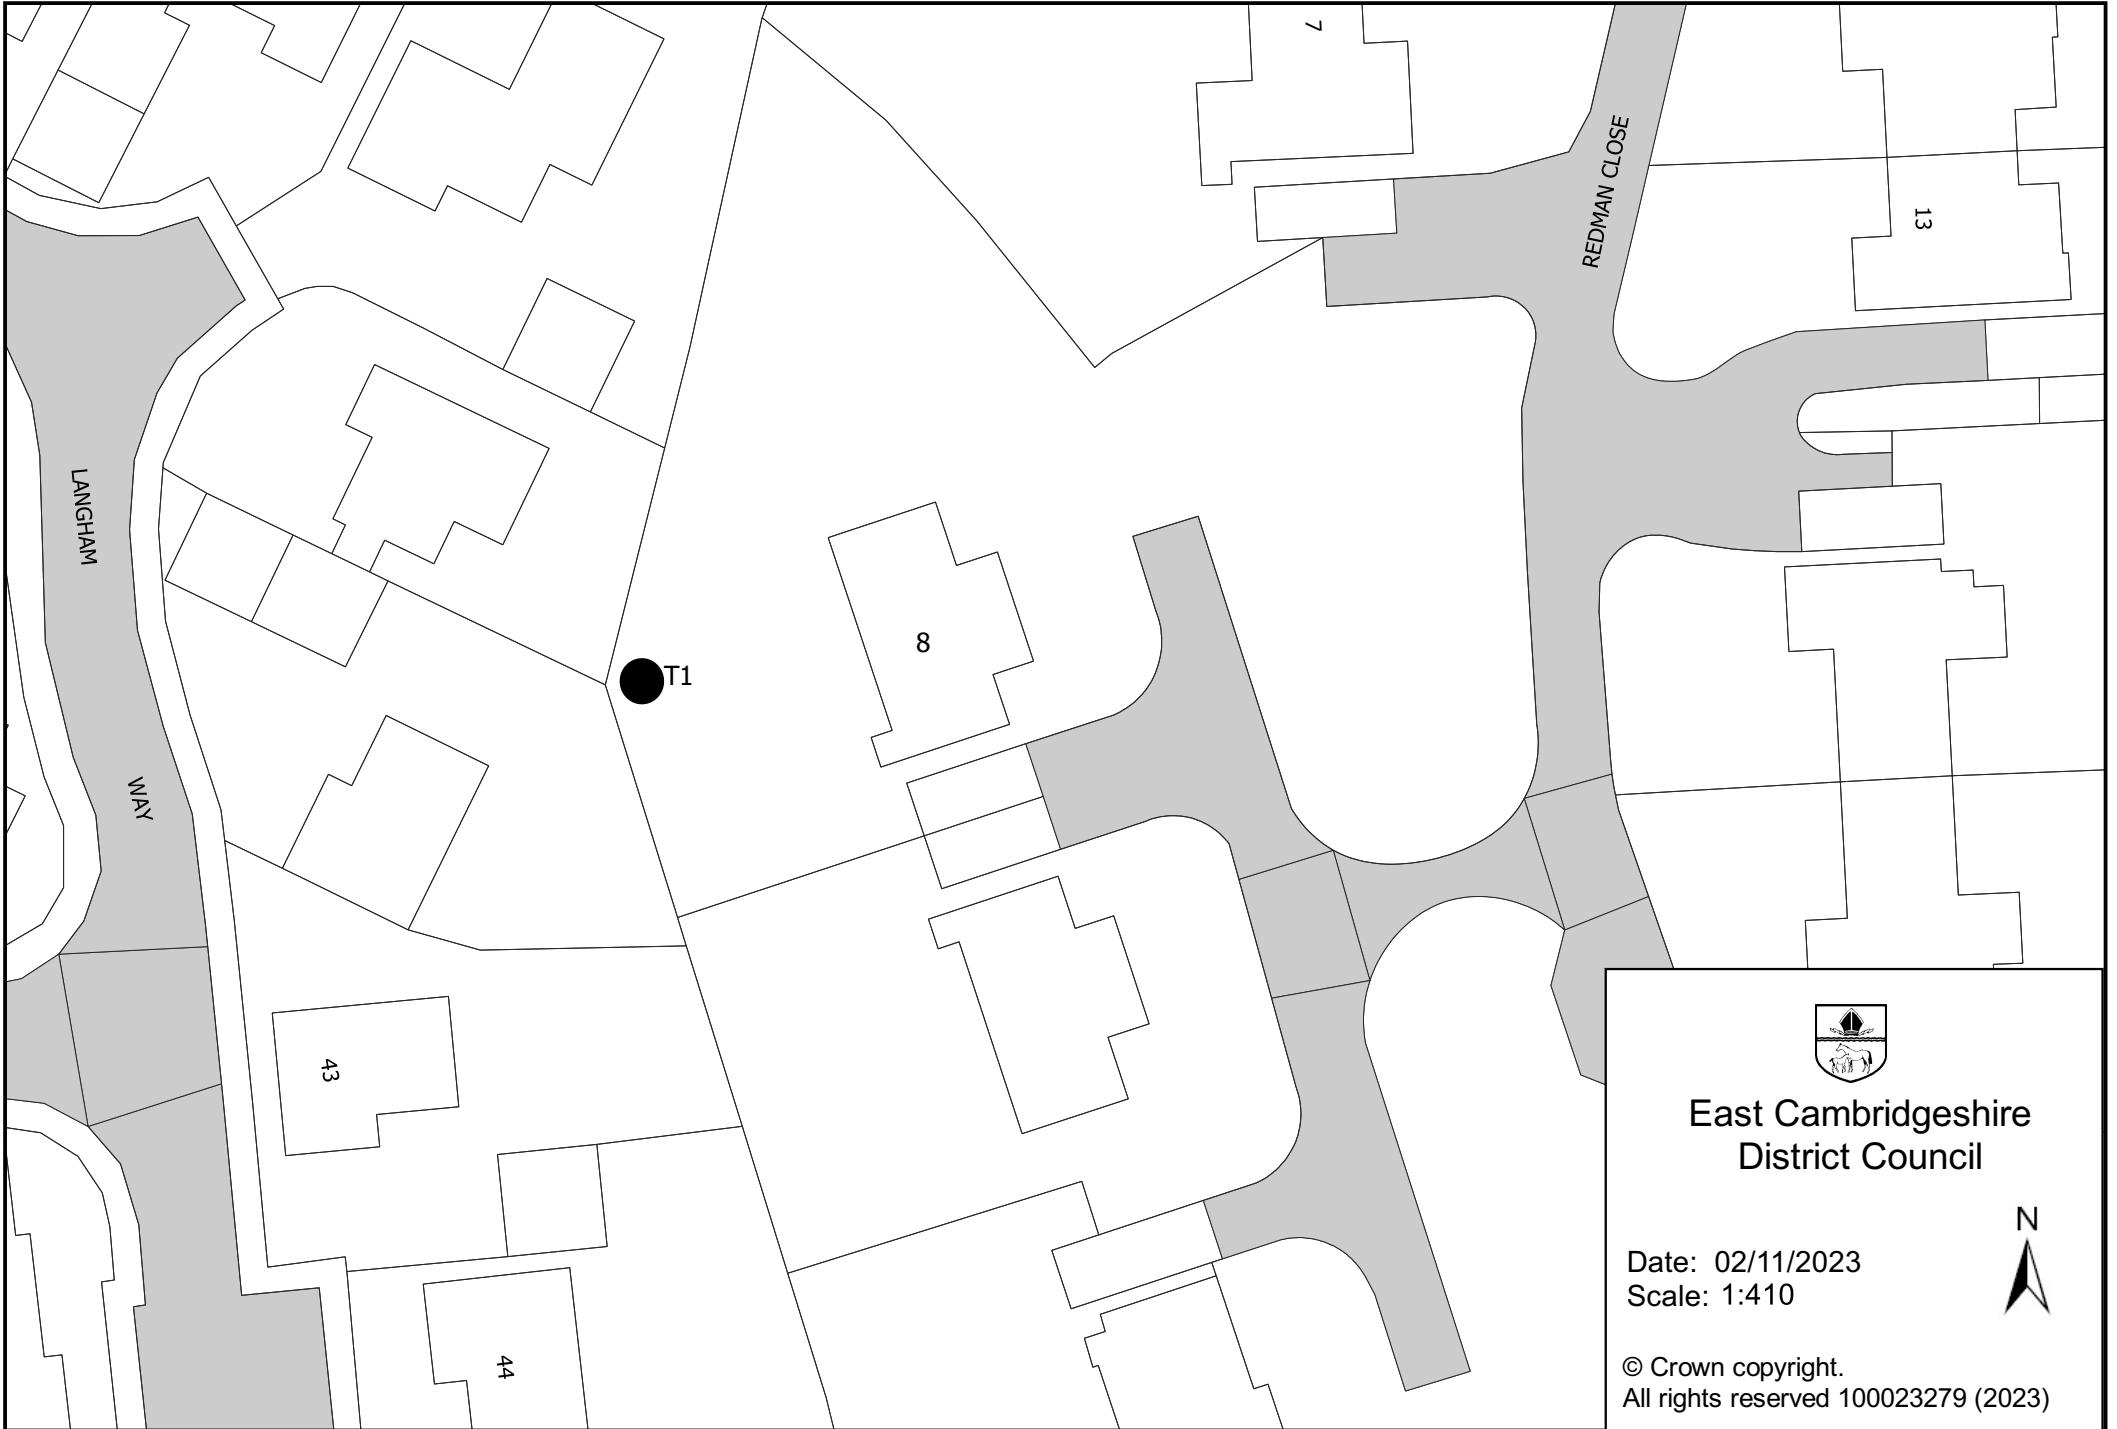 7
REDMAN CLOSE
13
LANGHAM
WAY
8
T1
43
44
East Cambridgeshire
District Council
N
Date: 02/11/2023
Scale: 1:410
© Crown copyright.
All rights reserved 100023279 (2023)